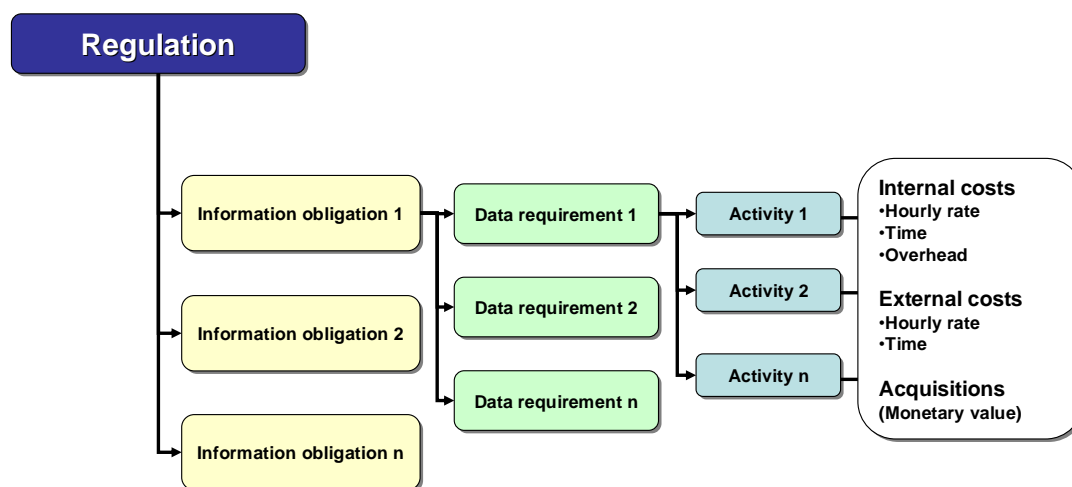 Regulation
Information obligation 1
Information obligation 2
Information obligation n
Data requirement 1
Data requirement 2
Data requirement n
Activity 1
Activity 2
Activity n
Internal costs
•Hourly rate
•Time
•Overhead
External costs
•Hourly rate
•Time
Acquisitions
(Monetary value)